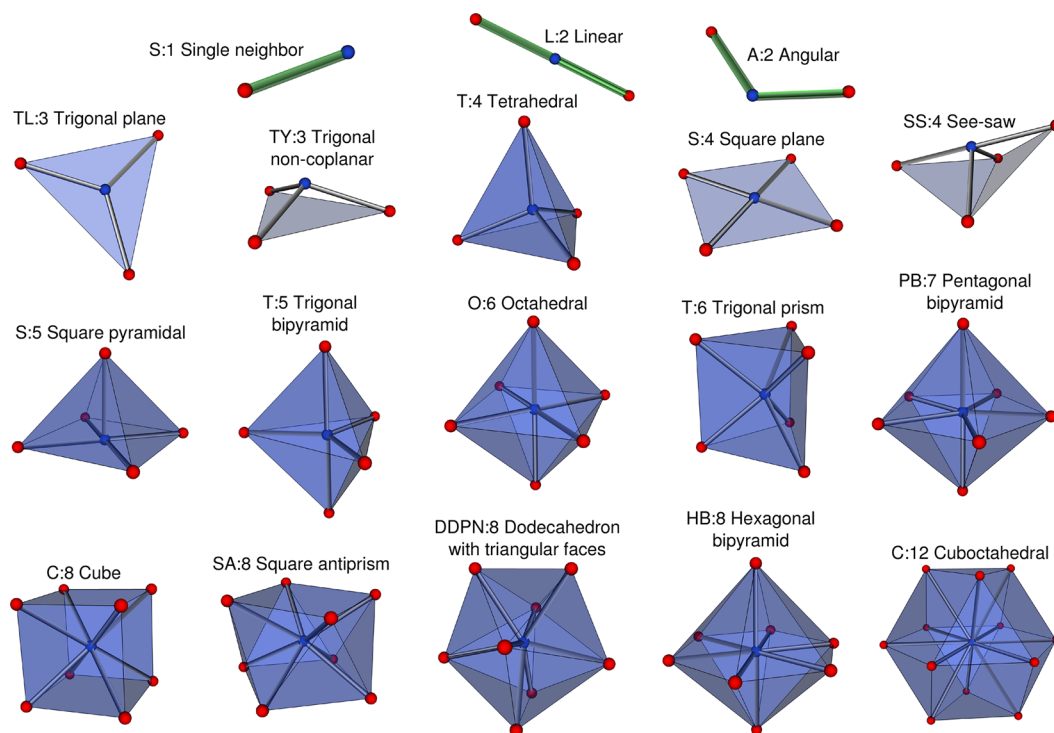 S:1 Single neighbor
L:2 Linear
A:2 Angular
TL:3 Trigonal plane
TY:3 Trigonal
non-coplanar
T:4 Tetrahedral
S:4 Square plane
SS:4 See-saw
S:5 Square pyramidal
T:5 Trigonal
bipyramid
O:6 Octahedral
T:6 Trigonal prism
PB:7 Pentagonal
bipyramid
C:8 Cube
SA:8 Square antiprism
DDPN:8 Dodecahedron
with triangular faces
HB:8 Hexagonal
bipyramid
C:12 Cuboctahedral